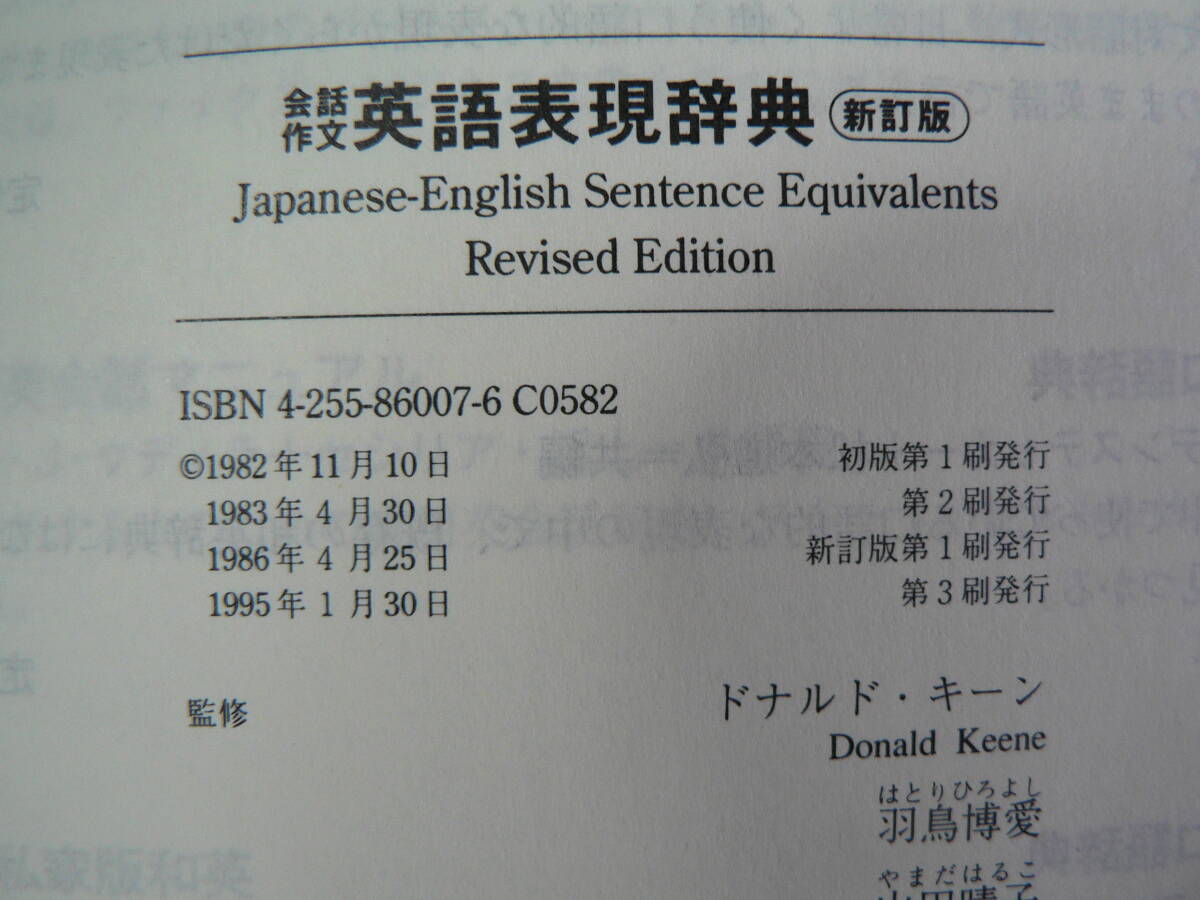 会話
作文 英語表現辞典 新訂版
Japanese-English Sentence Equivalents
Revised Edition
ISBN 4-255-86007-6 C0582
©1982年11月10日 初版第1刷発行
1983年4月30日 第2刷発行
1986年4月25日 新訂版第1刷発行
1995年1月30日 第3刷発行
監修 ドナルド・キーン
Donald Keene
はとりひろよし
羽鳥博愛
やまだはるこ
山田晴子